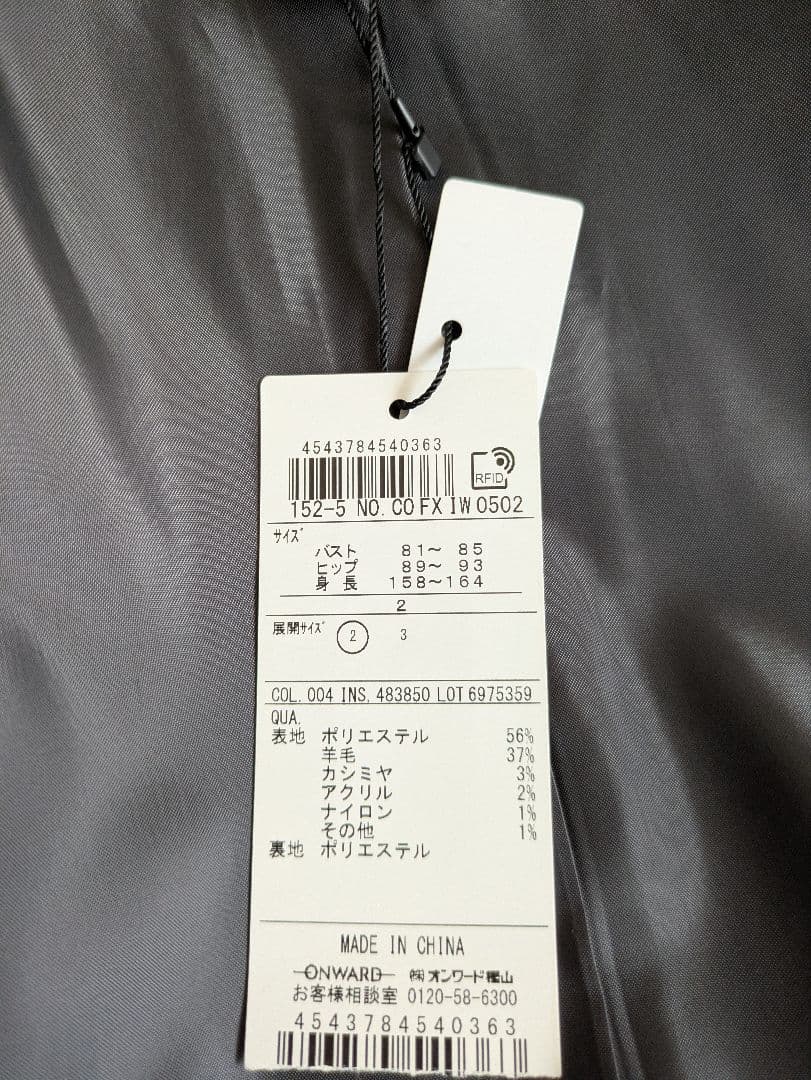 4543784540363
RFID
152-5 NO. COFXIW0502
サイズ
バスト 81～ 85
ヒップ 89～ 93
身長 158～164
2
展開サイズ 2 3
COL. 004 INS. 483850 LOT 6975359
QUA.
表地 ポリエステル 56%
羊毛 37%
カシミヤ 3%
アクリル 2%
ナイロン 1%
その他 1%
裏地 ポリエステル
MADE IN CHINA
ONWARD ㈱オンワード樫山
お客様相談室 0120-58-6300
4543784540363